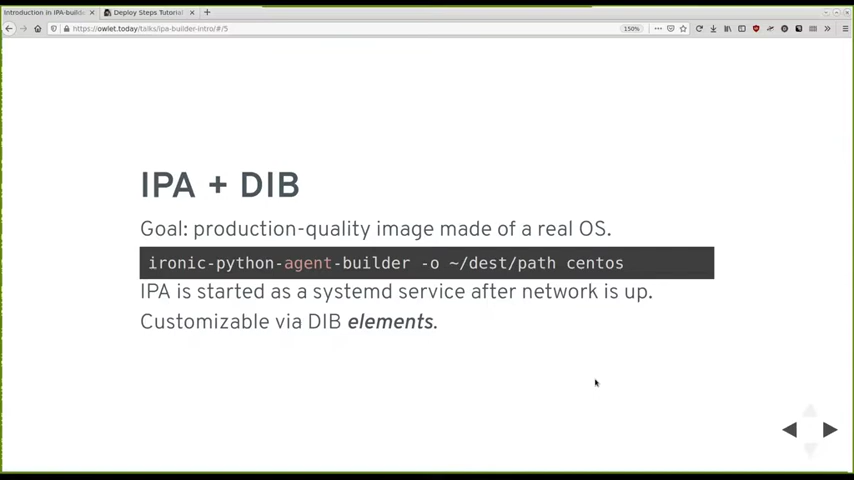 Introduction in IPA-builde
Deploy Steps Tutorial
https://owlet.today/talks/ipa-builder-intro/#/5
150%
IPA + DIB
Goal: production-quality image made of a real OS.
ironic-python-agent-builder -o ~/dest/path centos
IPA is started as a systemd service after network is up.
Customizable via DIB elements.